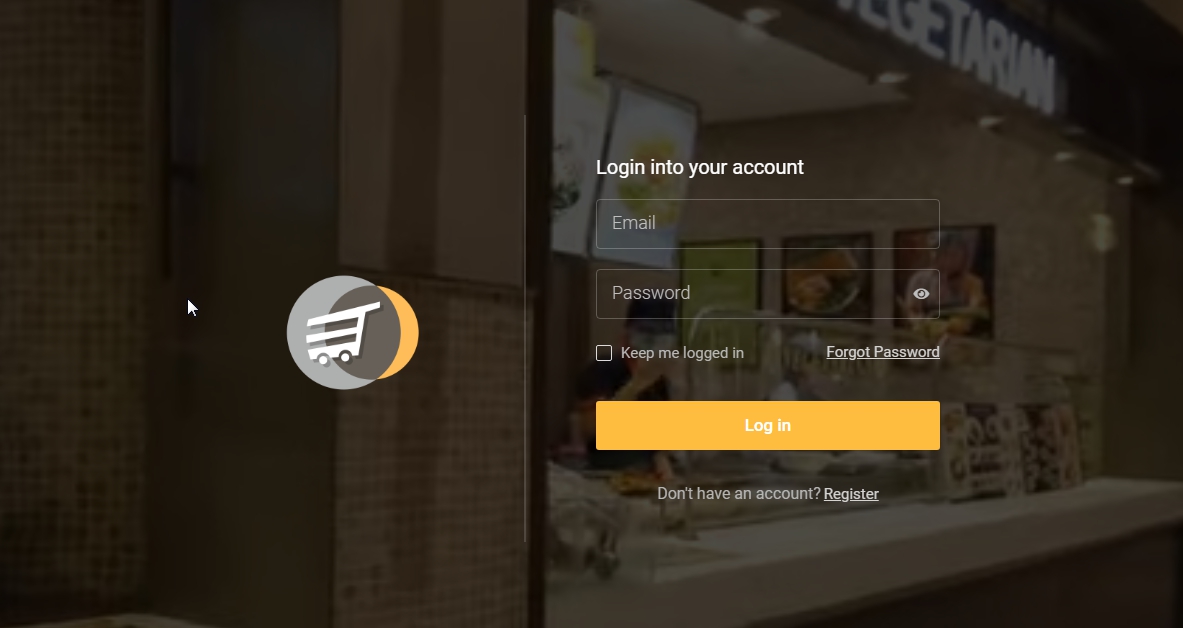 VEGETARIAN
Login into your account
Email
Password
Keep me logged in
Forgot Password
Log in
Don't have an account? Register